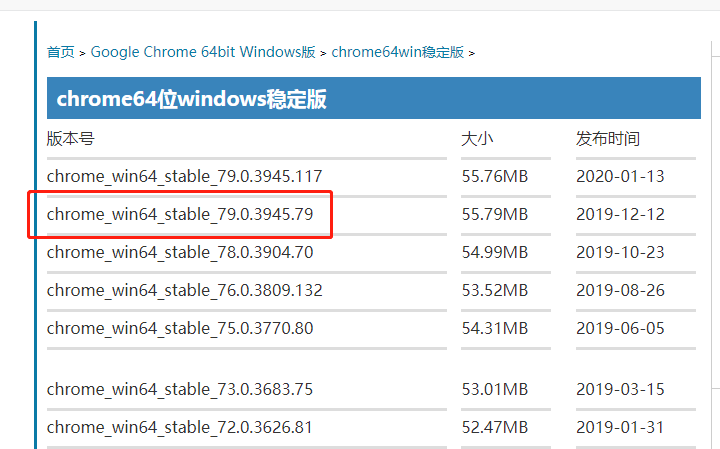 首页 > Google Chrome 64bit Windows版 > chrome64win稳定版 >
chrome64位windows稳定版
版本号 大小 发布时间
chrome_win64_stable_79.0.3945.117 55.76MB 2020-01-13
chrome_win64_stable_79.0.3945.79 55.79MB 2019-12-12
chrome_win64_stable_78.0.3904.70 54.99MB 2019-10-23
chrome_win64_stable_76.0.3809.132 53.52MB 2019-08-26
chrome_win64_stable_75.0.3770.80 54.31MB 2019-06-05
chrome_win64_stable_73.0.3683.75 53.01MB 2019-03-15
chrome_win64_stable_72.0.3626.81 52.47MB 2019-01-31